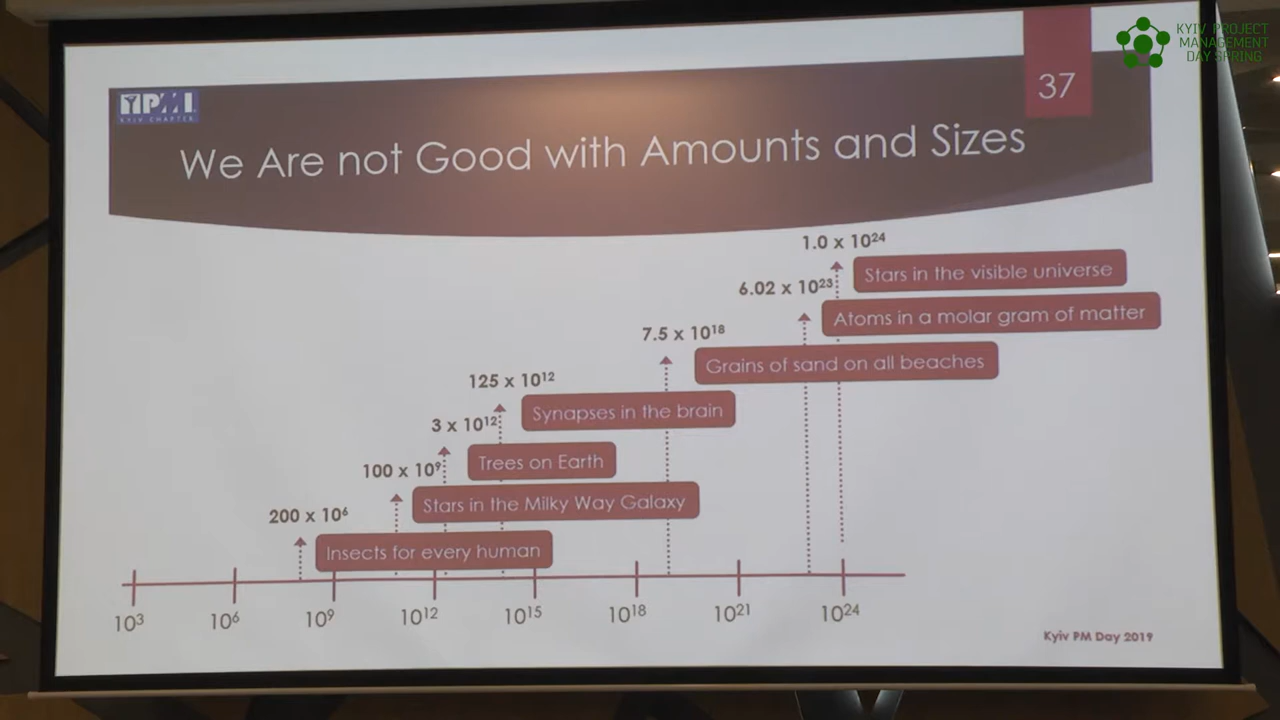 KYIV PROJECT
MANAGEMENT
DAY SPRING
37
PMI
KYIV CHAPTER
We Are not Good with Amounts and Sizes
1.0 x 10²⁴
Stars in the visible universe
6.02 x 10²³
Atoms in a molar gram of matter
7.5 x 10¹⁸
Grains of sand on all beaches
125 x 10¹²
Synapses in the brain
3 x 10¹²
Trees on Earth
100 x 10⁹
Stars in the Milky Way Galaxy
200 x 10⁶
Insects for every human
10³ 10⁶ 10⁹ 10¹² 10¹⁵ 10¹⁸ 10²¹ 10²⁴
Kyiv PM Day 2019